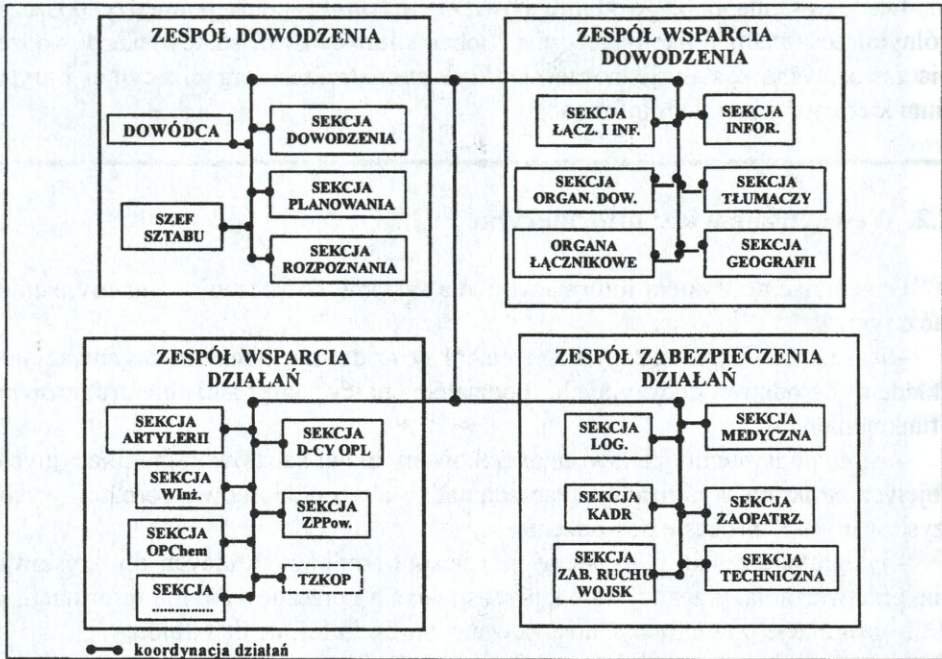 ZESPÓŁ DOWODZENIA
DOWÓDCA
SEKCJA
DOWODZENIA
SEKCJA
PLANOWANIA
SZEF
SZTABU
SEKCJA
ROZPOZNANIA
ZESPÓŁ WSPARCIA
DOWODZENIA
SEKCJA
ŁĄCZ. I INF.
SEKCJA
INFOR.
SEKCJA
ORGAN. DOW.
SEKCJA
TŁUMACZY
ORGANA
ŁĄCZNIKOWE
SEKCJA
GEOGRAFII
ZESPÓŁ WSPARCIA
DZIAŁAŃ
SEKCJA
ARTYLERII
SEKCJA
D-CY OPL
SEKCJA
WInż.
SEKCJA
ZPPow.
SEKCJA
OPChem
SEKCJA
TZKOP
ZESPÓŁ ZABEZPIECZENIA
DZIAŁAŃ
SEKCJA
LOG.
SEKCJA
MEDYCZNA
SEKCJA
KADR
SEKCJA
ZAOPATRZ.
SEKCJA
ZAB. RUCHU
WOJSK
SEKCJA
TECHNICZNA
koordynacja działań